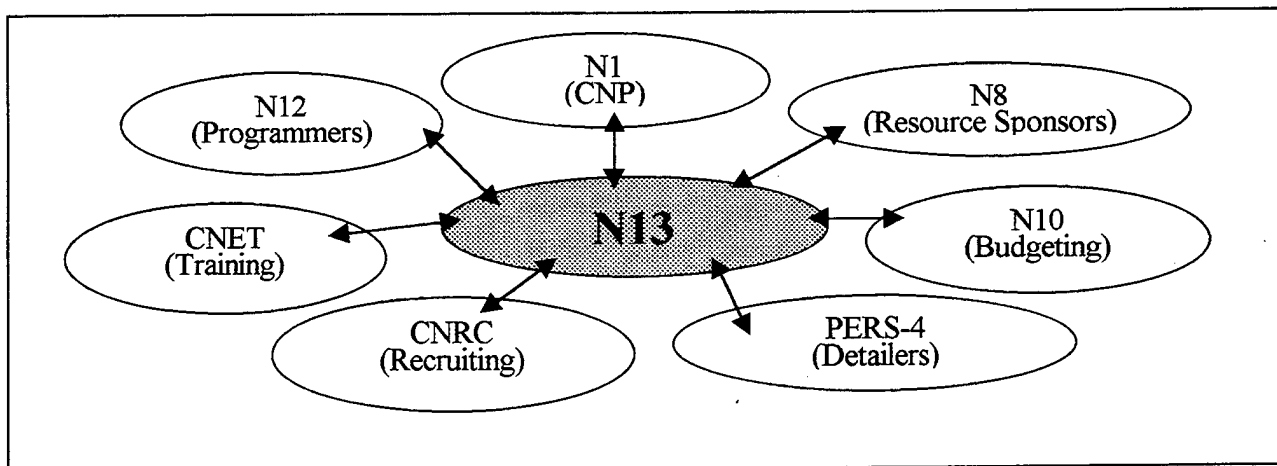 N1
(CNP)
N12
(Programmers)
N8
(Resource Sponsors)
N13
CNET
(Training)
N10
(Budgeting)
CNRC
(Recruiting)
PERS-4
(Detailers)